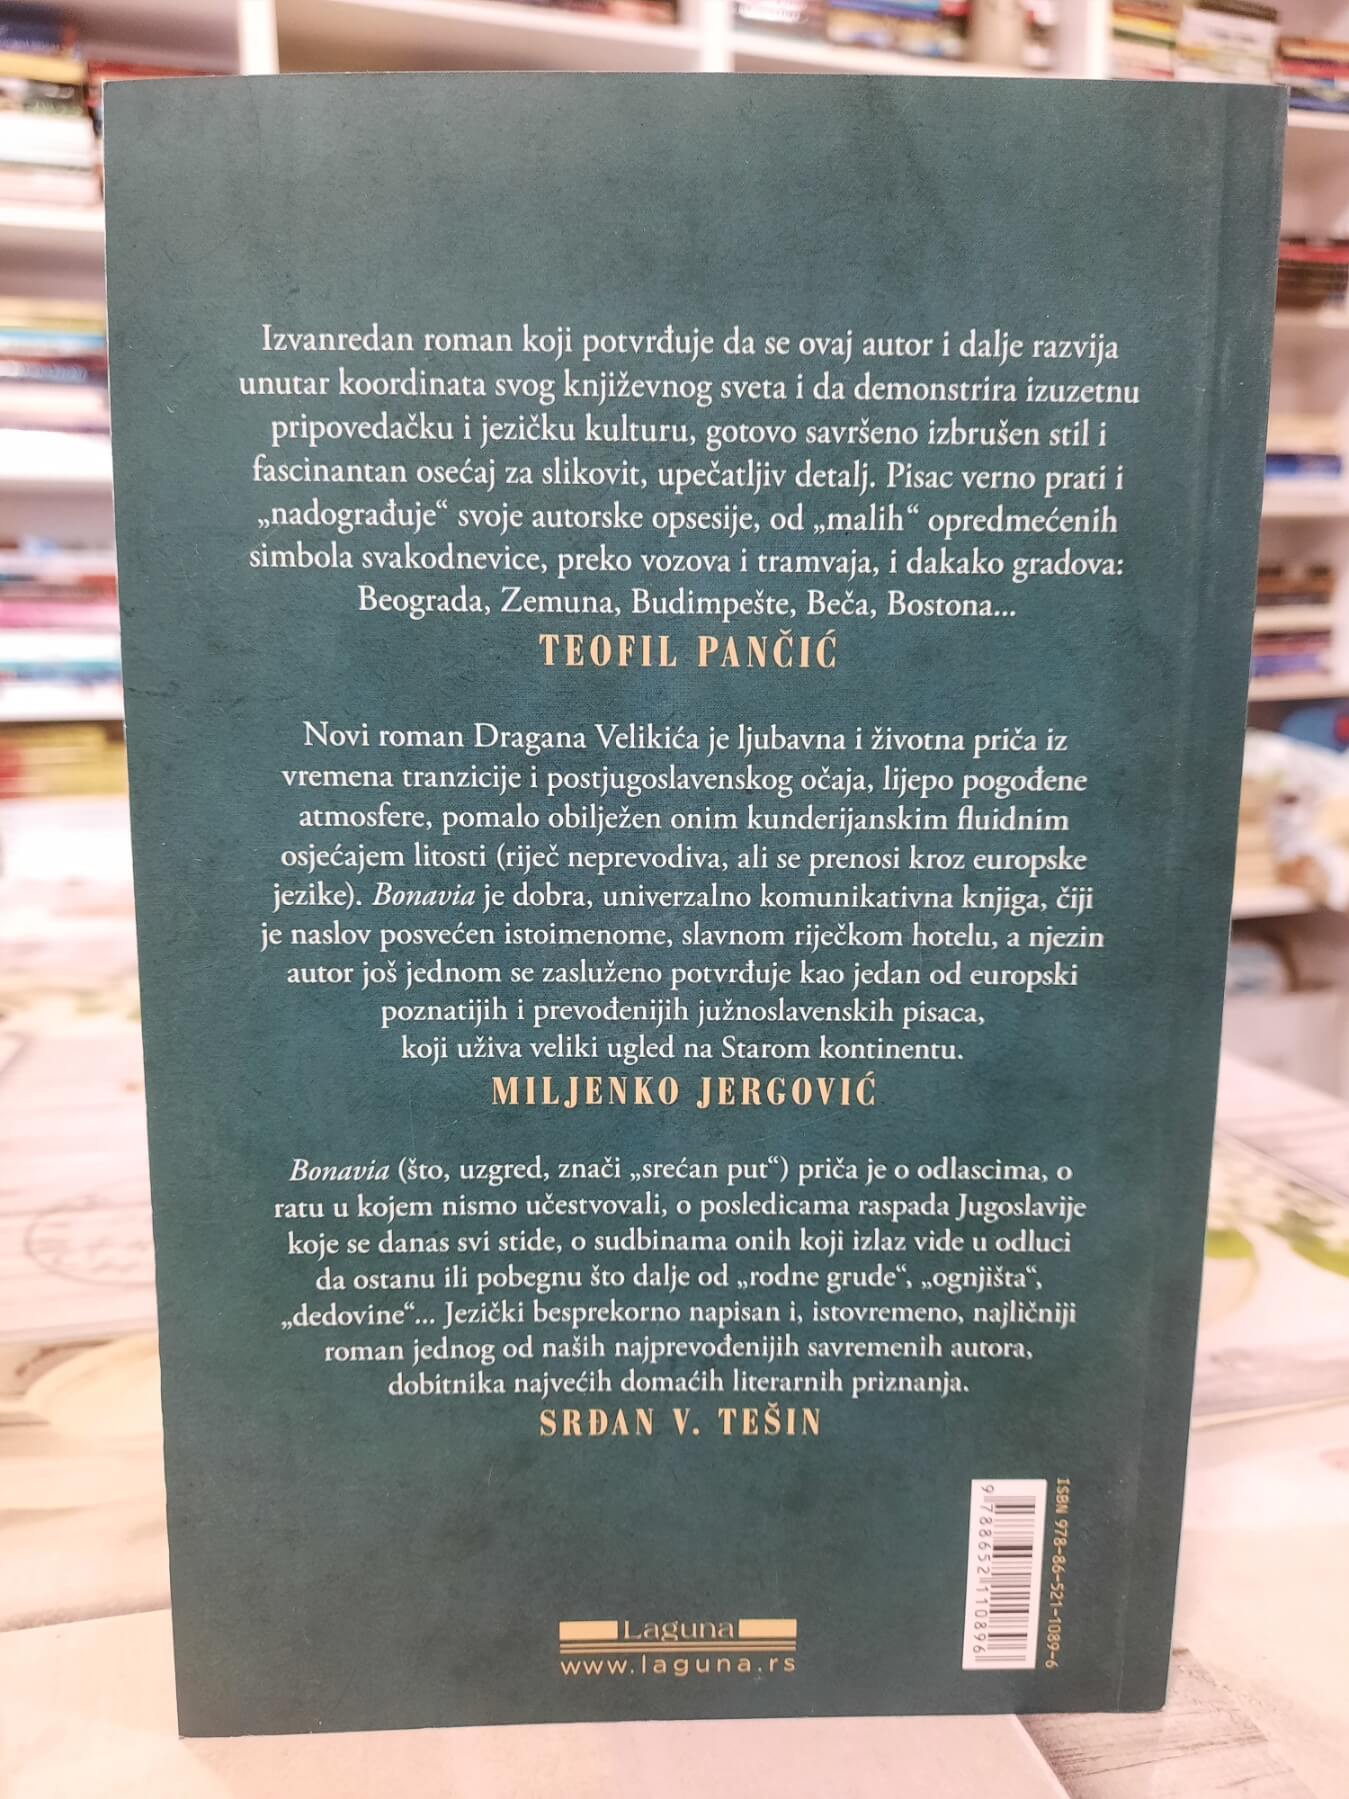 Izvanredan roman koji potvrđuje da se ovaj autor i dalje razvija
unutar koordinata svog književnog sveta i da demonstrira izuzetnu
pripovedačku i jezičku kulturu, gotovo savršeno izbrušen stil i
fascinantan osećaj za slikovit, upečatljiv detalj. Pisac verno prati i
„nadograđuje“ svoje autorske opsesije, od „malih“ opredmećenih
simbola svakodnevice, preko vozova i tramvaja, i dakako gradova:
Beograda, Zemuna, Budimpešte, Beča, Bostona...
TEOFIL PANČIĆ
Novi roman Dragana Velikića je ljubavna i životna priča iz
vremena tranzicije i postjugoslavenskog očaja, lijepo pogođene
atmosfere, pomalo obilježen onim kunderijanskim fluidnim
osjećajem litosti (riječ neprevodiva, ali se prenosi kroz europske
jezike). Bonavia je dobra, univerzalno komunikativna knjiga, čiji
je naslov posvećen istoimenome, slavnom riječkom hotelu, a njezin
autor još jednom se zasluženo potvrđuje kao jedan od europski
poznatijih i prevođenijih južnoslavenskih pisaca,
koji uživa veliki ugled na Starom kontinentu.
MILJENKO JERGOVIĆ
Bonavia (što, uzgred, znači „srećan put“) priča je o odlascima, o
ratu u kojem nismo učestvovali, o posledicama raspada Jugoslavije
koje se danas svi stide, o sudbinama onih koji izlaz vide u odluci
da ostanu ili pobegnu što dalje od „rodne grude“, „ognjišta“,
„dedovine“... Jezički besprekorno napisan i, istovremeno, najličniji
roman jednog od naših najprevođenijih savremenih autora,
dobitnika najvećih domaćih literarnih priznanja.
SRĐAN V. TEŠIN
ISBN 978-86-521-1089-6
9788652110896
Laguna
www.laguna.rs